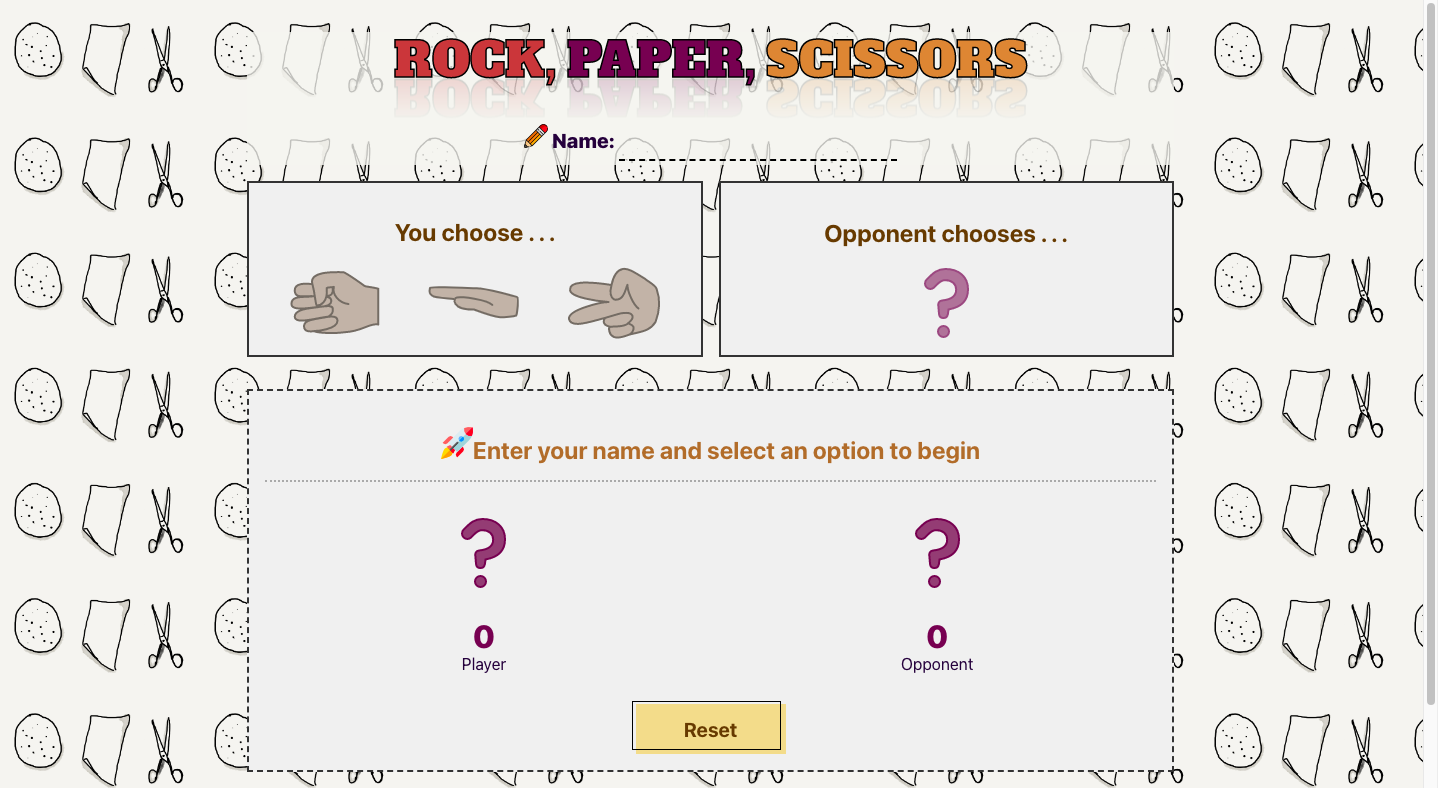 ROCK, PAPER, SCISSORS
Name:
You choose . . .
Opponent chooses . . .
?
Enter your name and select an option to begin
? ?
0 0
Player Opponent
Reset